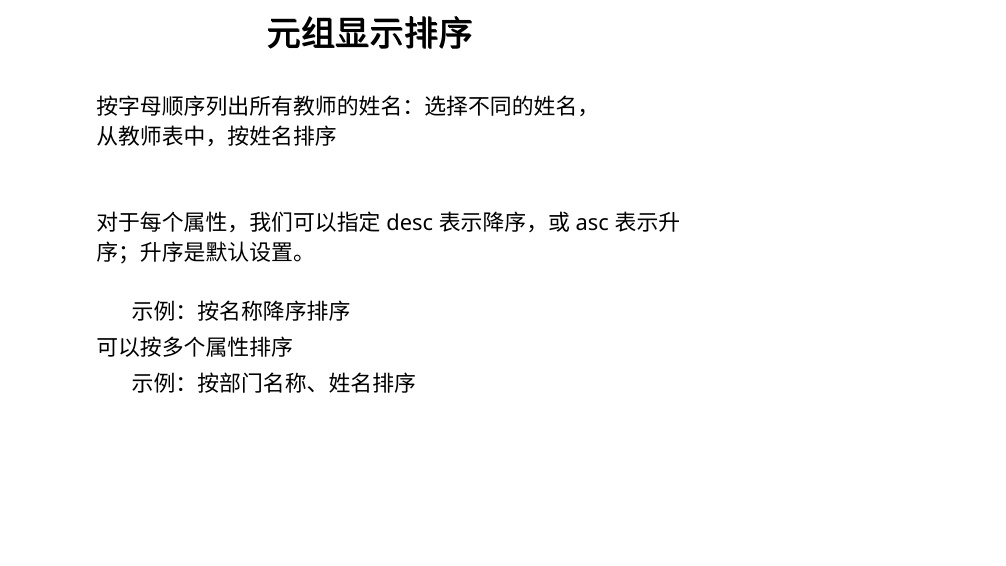 元组显示排序
按字母顺序列出所有教师的姓名：选择不同的姓名，
从教师表中，按姓名排序
对于每个属性，我们可以指定 desc 表示降序，或 asc 表示升
序；升序是默认设置。
示例：按名称降序排序
可以按多个属性排序
示例：按部门名称、姓名排序